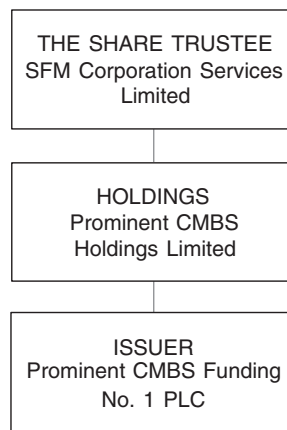 THE SHARE TRUSTEE
SFM Corporation Services
Limited
HOLDINGS
Prominent CMBS
Holdings Limited
ISSUER
Prominent CMBS Funding
No. 1 PLC